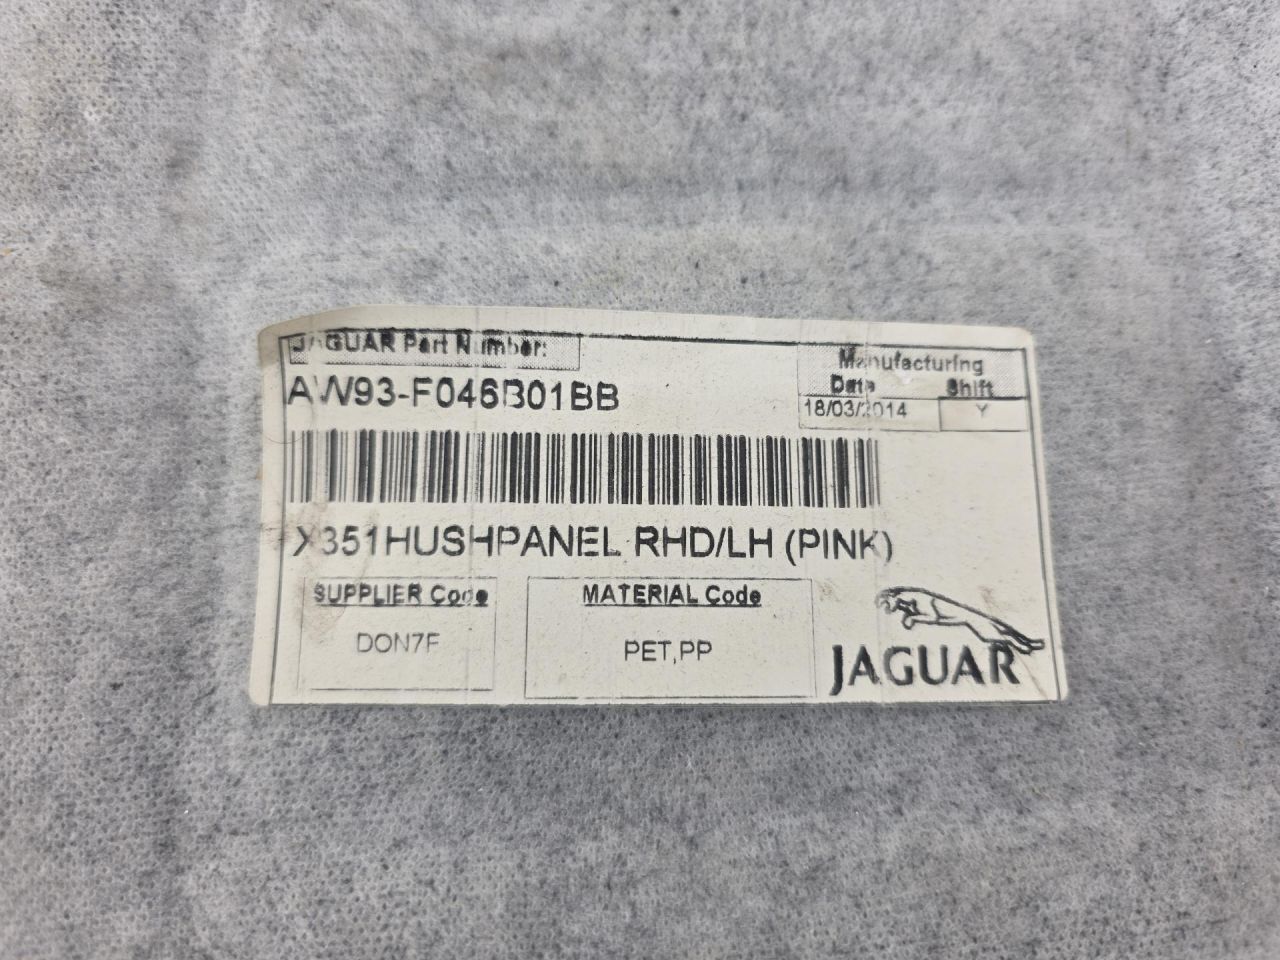 JAGUAR Part Number:
AW93-F046B01BB
Manufacturing
Date Shift
18/03/2014 Y
X351HUSHPANEL RHD/LH (PINK)
SUPPLIER Code
DON7F
MATERIAL Code
PET,PP
JAGUAR